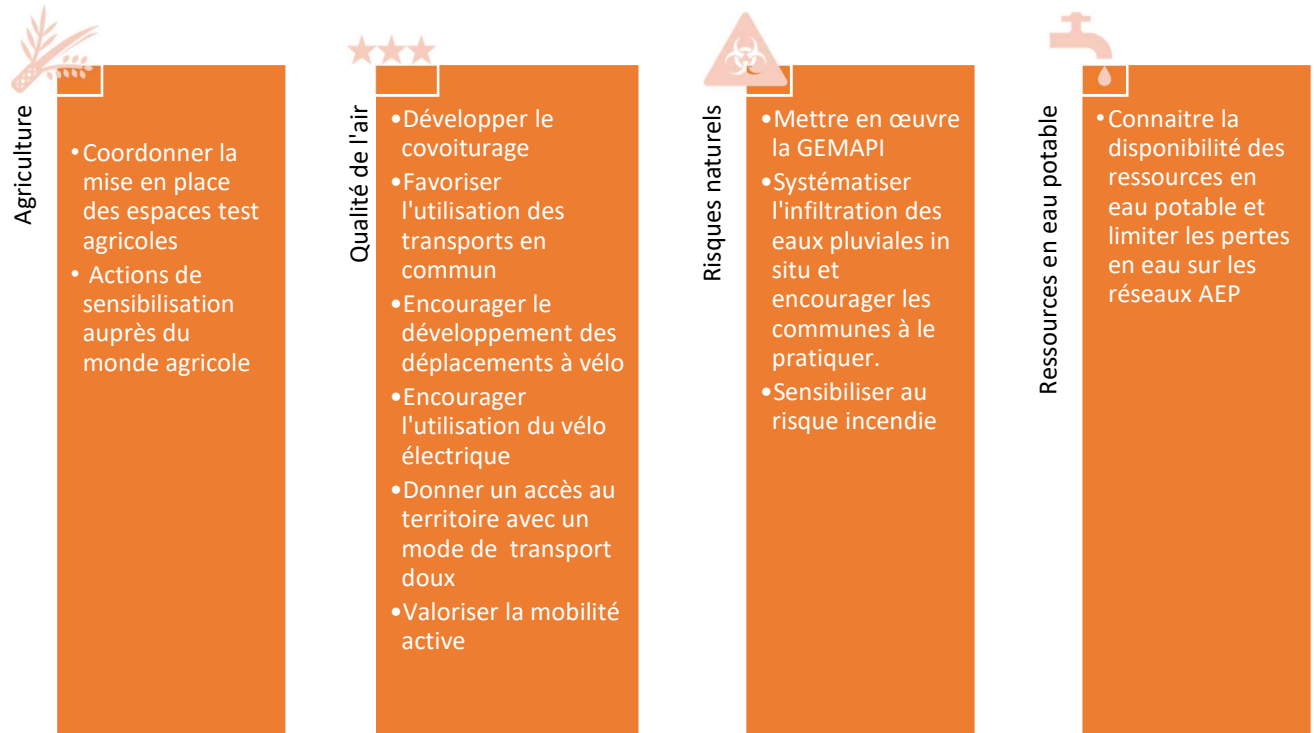 Agriculture
•Coordonner la
mise en place
des espaces test
agricoles
• Actions de
sensibilisation
auprès du
monde agricole
Qualité de l'air
•Développer le
covoiturage
•Favoriser
l'utilisation des
transports en
commun
•Encourager le
développement des
déplacements à vélo
•Encourager
l'utilisation du vélo
électrique
•Donner un accès au
territoire avec un
mode de transport
doux
•Valoriser la mobilité
active
Risques naturels
•Mettre en œuvre
la GEMAPI
•Systématiser
l'infiltration des
eaux pluviales in
situ et
encourager les
communes à le
pratiquer.
•Sensibiliser au
risque incendie
Ressources en eau potable
•Connaitre la
disponibilité des
ressources en
eau potable et
limiter les pertes
en eau sur les
réseaux AEP